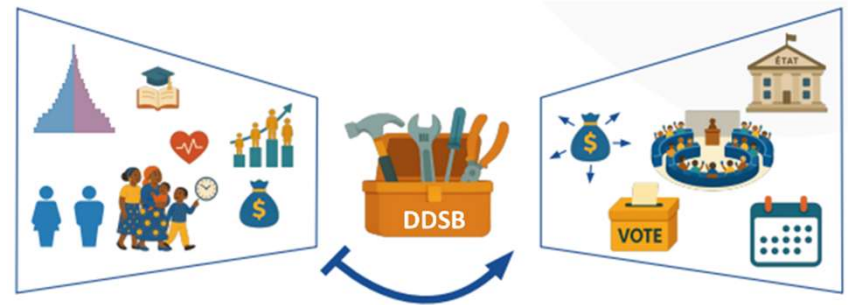 $
DDSB
$
ÉTAT
VOTE